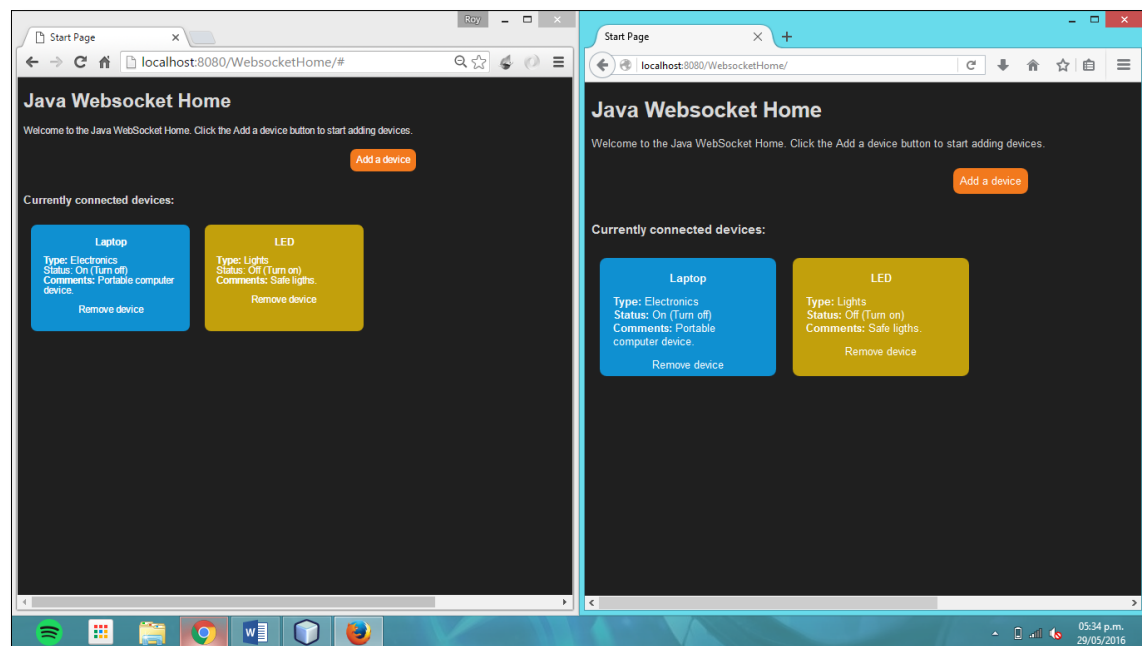 Roy
Start Page
localhost:8080/WebsocketHome/#
Java Websocket Home
Welcome to the Java WebSocket Home. Click the Add a device button to start adding devices.
Add a device
Currently connected devices:
Laptop
Type: Electronics
Status: On (Turn off)
Comments: Portable computer
device.
Remove device
LED
Type: Lights
Status: Off (Turn on)
Comments: Safe ligths.
Remove device
Start Page
localhost:8080/WebsocketHome/
Java Websocket Home
Welcome to the Java WebSocket Home. Click the Add a device button to start adding devices.
Add a device
Currently connected devices:
Laptop
Type: Electronics
Status: On (Turn off)
Comments: Portable
computer device.
Remove device
LED
Type: Lights
Status: Off (Turn on)
Comments: Safe ligths.
Remove device
05:34 p.m.
29/05/2016